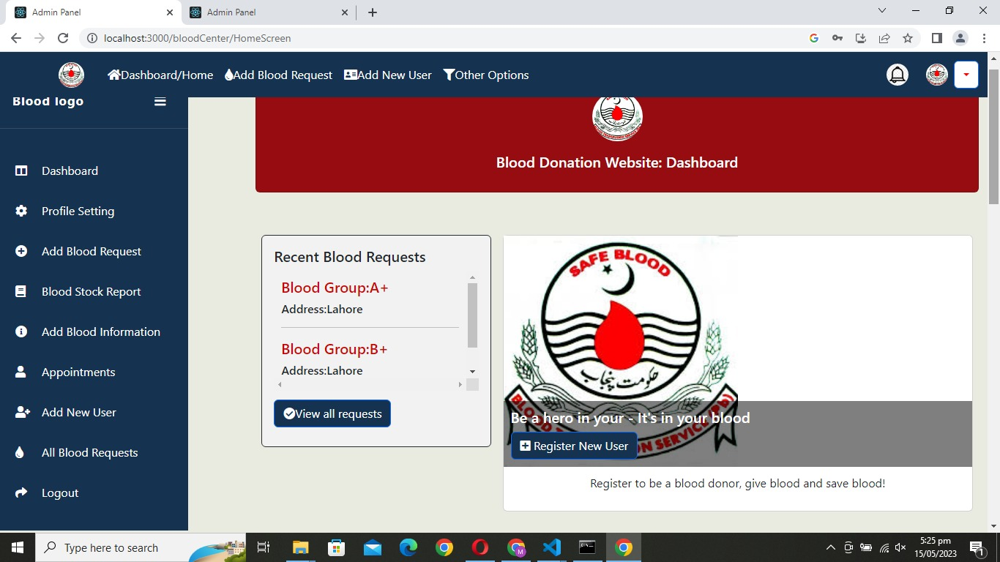 Admin Panel
Admin Panel
localhost:3000/bloodCenter/HomeScreen
Dashboard/Home
Add Blood Request
Add New User
Other Options
Blood logo
Dashboard
Profile Setting
Add Blood Request
Blood Stock Report
Add Blood Information
Appointments
Add New User
All Blood Requests
Logout
Blood Donation Website: Dashboard
Recent Blood Requests
Blood Group:A+
Address:Lahore
Blood Group:B+
Address:Lahore
View all requests
SAFE BLOOD
حکومت پنجاب
Be a hero in your - It's in your blood
Register New User
Register to be a blood donor, give blood and save blood!
Type here to search
5:25 pm
15/05/2023
1